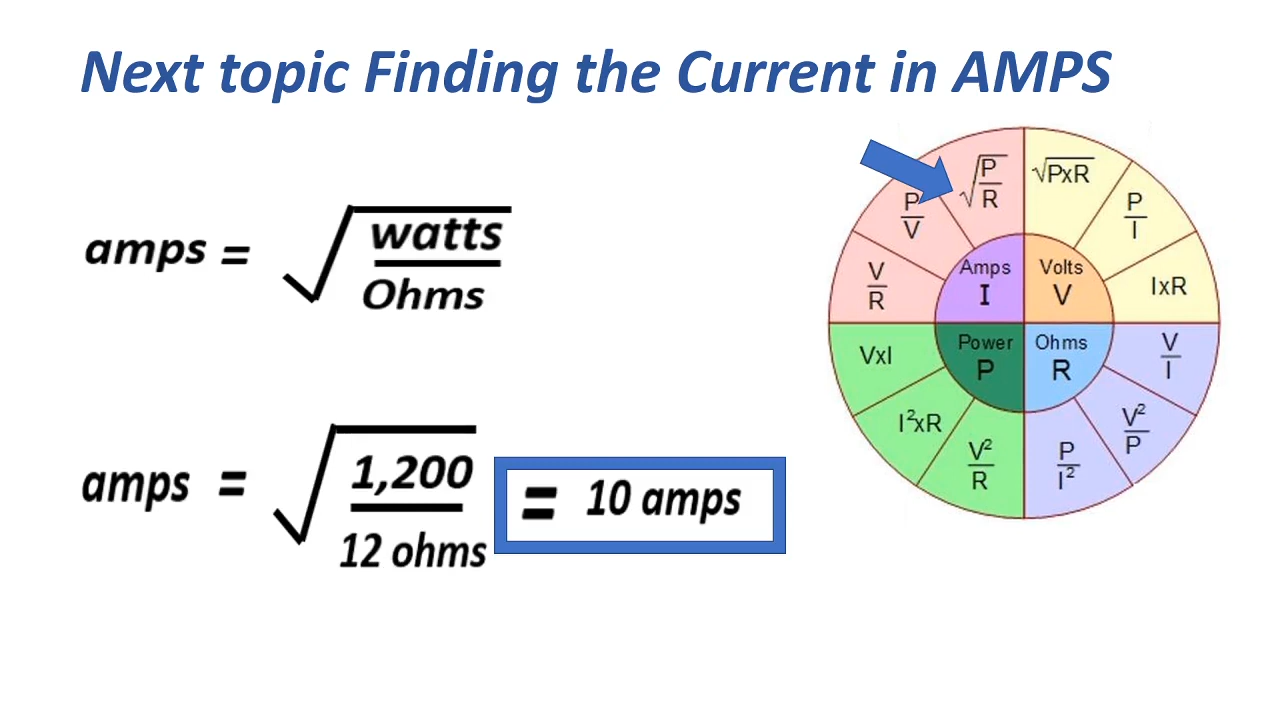 Next topic Finding the Current in AMPS
amps = √ watts
Ohms
amps = √ 1,200
12 ohms
= 10 amps
√ P
R
√PxR
P
V
P
I
V
R
IxR
Amps
I
Volts
V
Power
P
Ohms
R
VxI
V
I
I²xR
V²
P
V²
R
P
I²